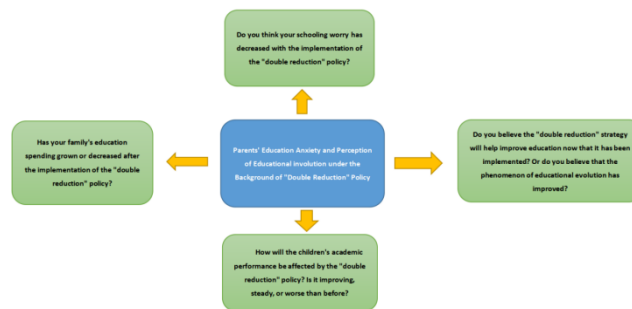 Do you think your schooling worry has
decreased with the implementation of
the "double reduction" policy?
Has your family's education
spending grown or decreased after
the implementation of the "double
reduction" policy?
Parents' Education Anxiety and Perception
of Educational Involution under the
Background of "Double Reduction" Policy
Do you believe the "double reduction" strategy
will help improve education now that it has been
implemented? Or do you believe that the
phenomenon of educational evolution has
improved?
How will the children's academic
performance be affected by the "double
reduction" policy? Is it improving,
steady, or worse than before?